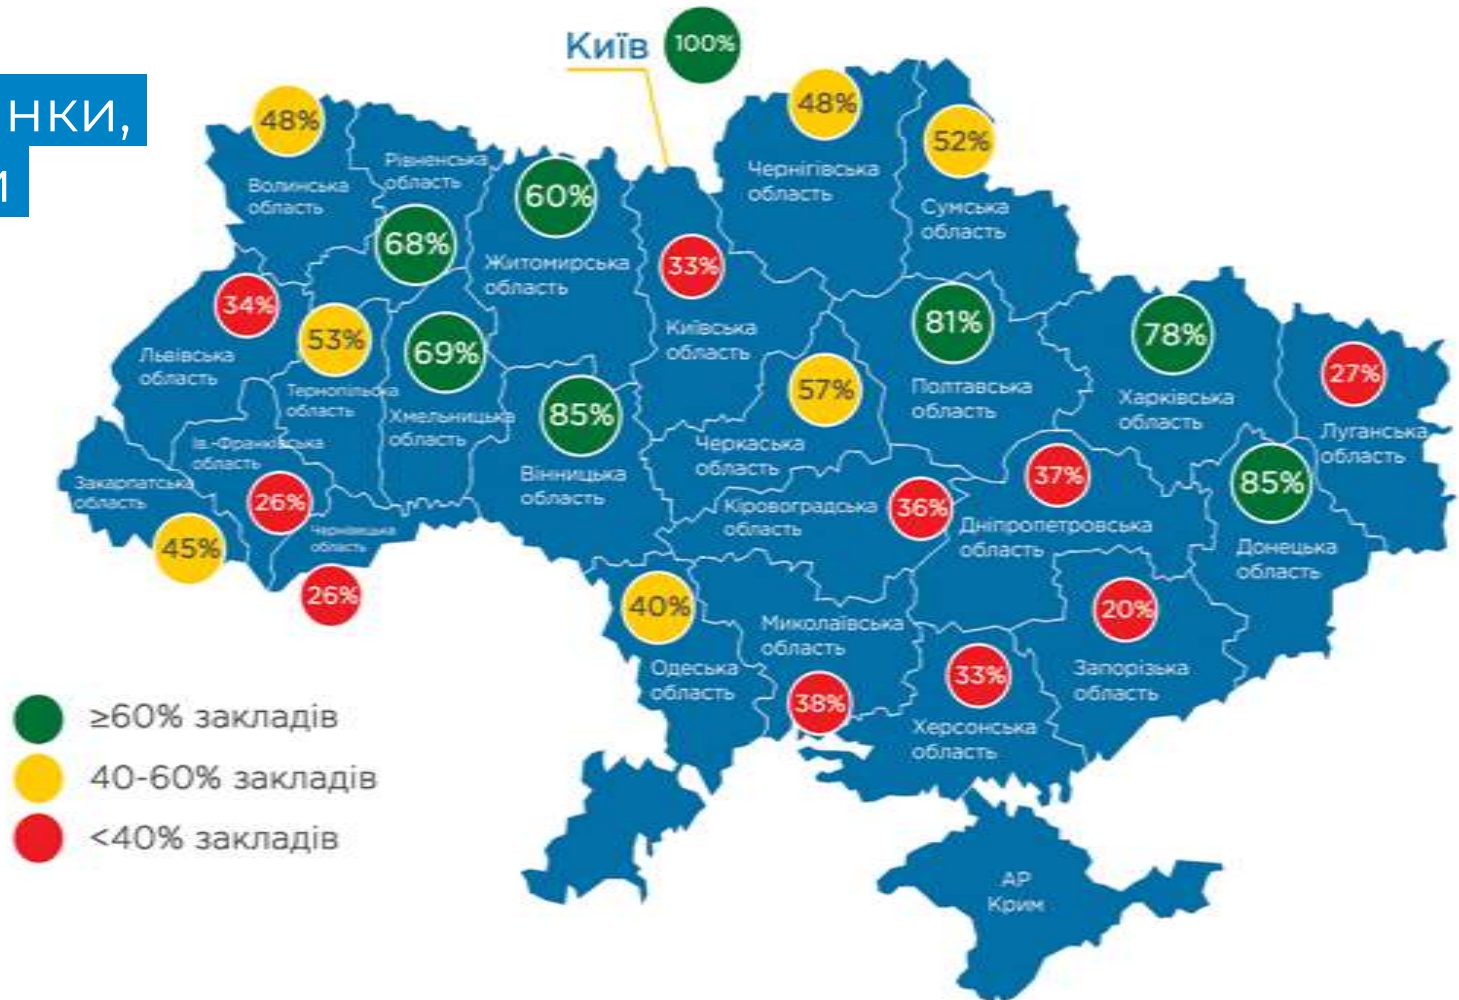 Київ
100%
НКИ,
И
48%
48%
52%
Рівненська
область
Волинська
область
Чернігівська
область
60%
Сумська
область
68%
Житомирська
область
33%
34%
53%
69%
Київська
область
81%
78%
27%
Львівська
область
Тернопільська
область
Хмельницька
область
85%
57%
Полтавська
область
Харківська
область
Луганська
область
Ів.-Франківська
область
Черкаська
область
Вінницька
область
Закарпатська
область
26%
Кіровоградська
область
36%
37%
85%
Чернівецька
область
Дніпропетровська
область
Донецька
область
45%
26%
40%
20%
Миколаївська
область
Одеська
область
38%
33%
Запорізька
область
Херсонська
область
≥60% закладів
40-60% закладів
<40% закладів
АР
Крим